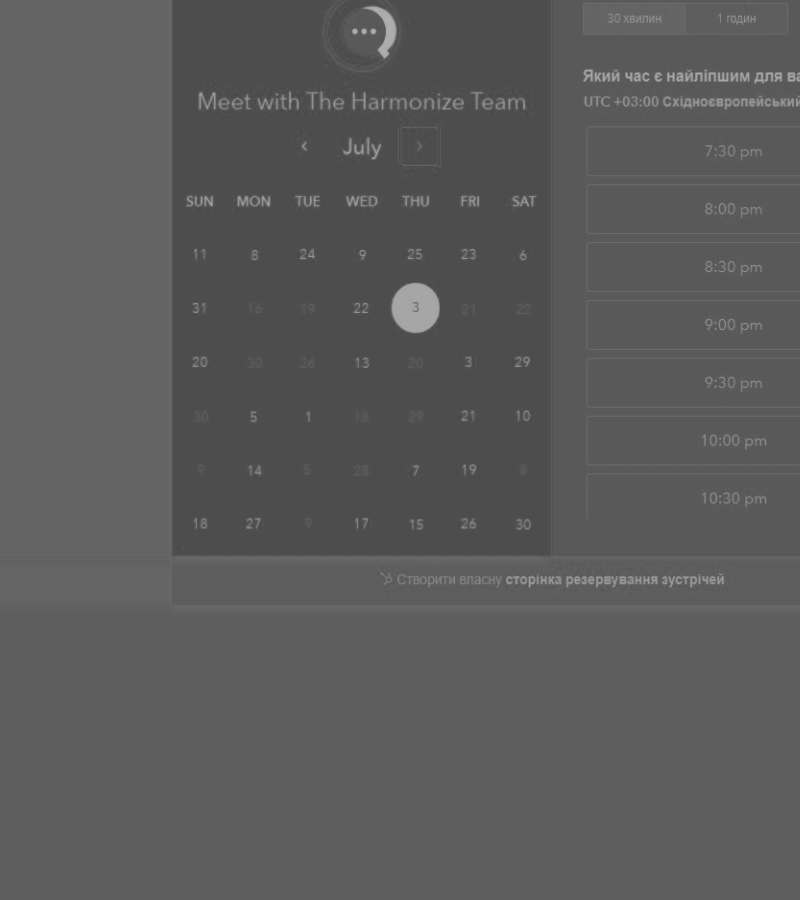 30 хвилин 1 годин
Який час є найліпшим для ва
Meet with The Harmonize Team
UTC +03:00 Східноєвропейський
‹ July ›
7:30 pm
SUN MON TUE WED THU FRI SAT
8:00 pm
11 8 24 9 25 23 6
8:30 pm
31 16 19 22 3 21 22
9:00 pm
20 30 26 13 20 3 29
9:30 pm
30 5 1 18 29 21 10
10:00 pm
9 14 5 28 7 19 8
10:30 pm
18 27 9 17 15 26 30
Створити власну сторінка резервування зустрічей